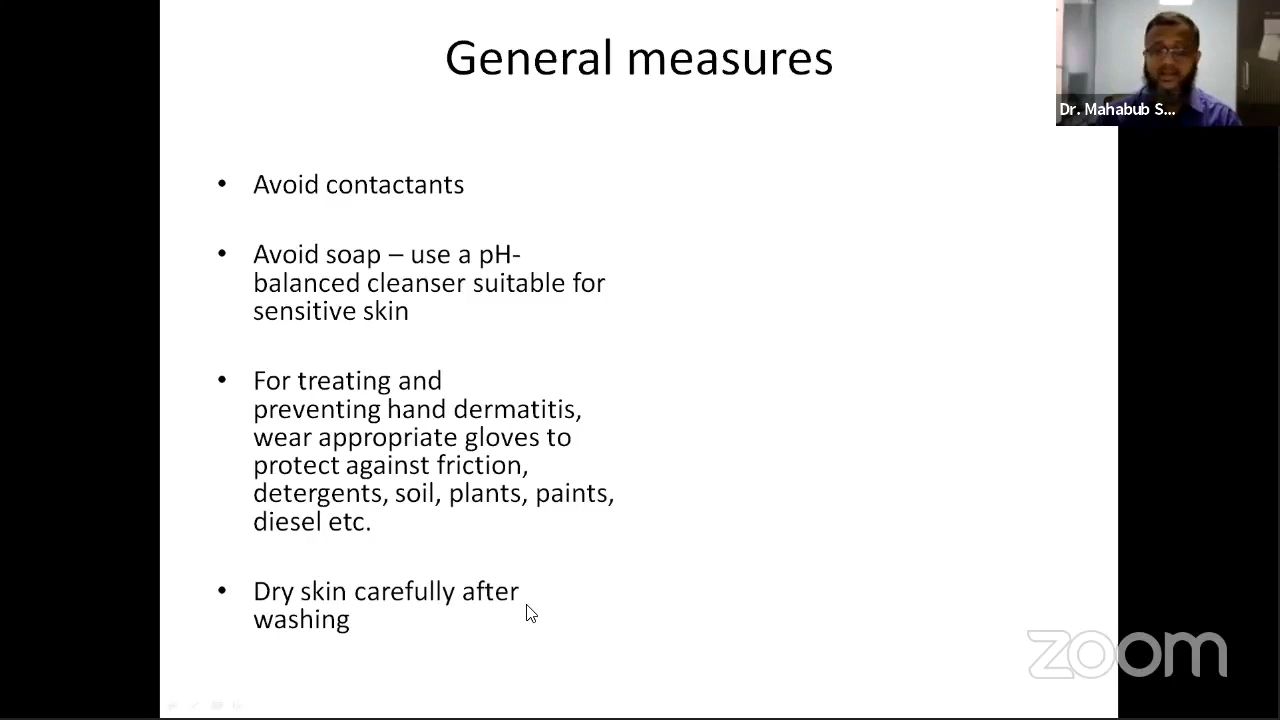 General measures
Dr. Mahabub S...
• Avoid contactants
• Avoid soap – use a pH-
balanced cleanser suitable for
sensitive skin
• For treating and
preventing hand dermatitis,
wear appropriate gloves to
protect against friction,
detergents, soil, plants, paints,
diesel etc.
• Dry skin carefully after
washing
zoom